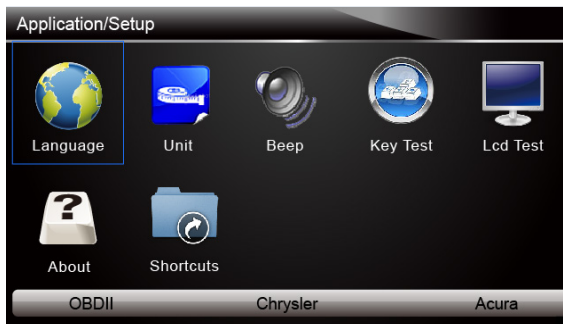 Application/Setup
Language Unit Beep Key Test Lcd Test
?
About Shortcuts
OBDII Chrysler Acura